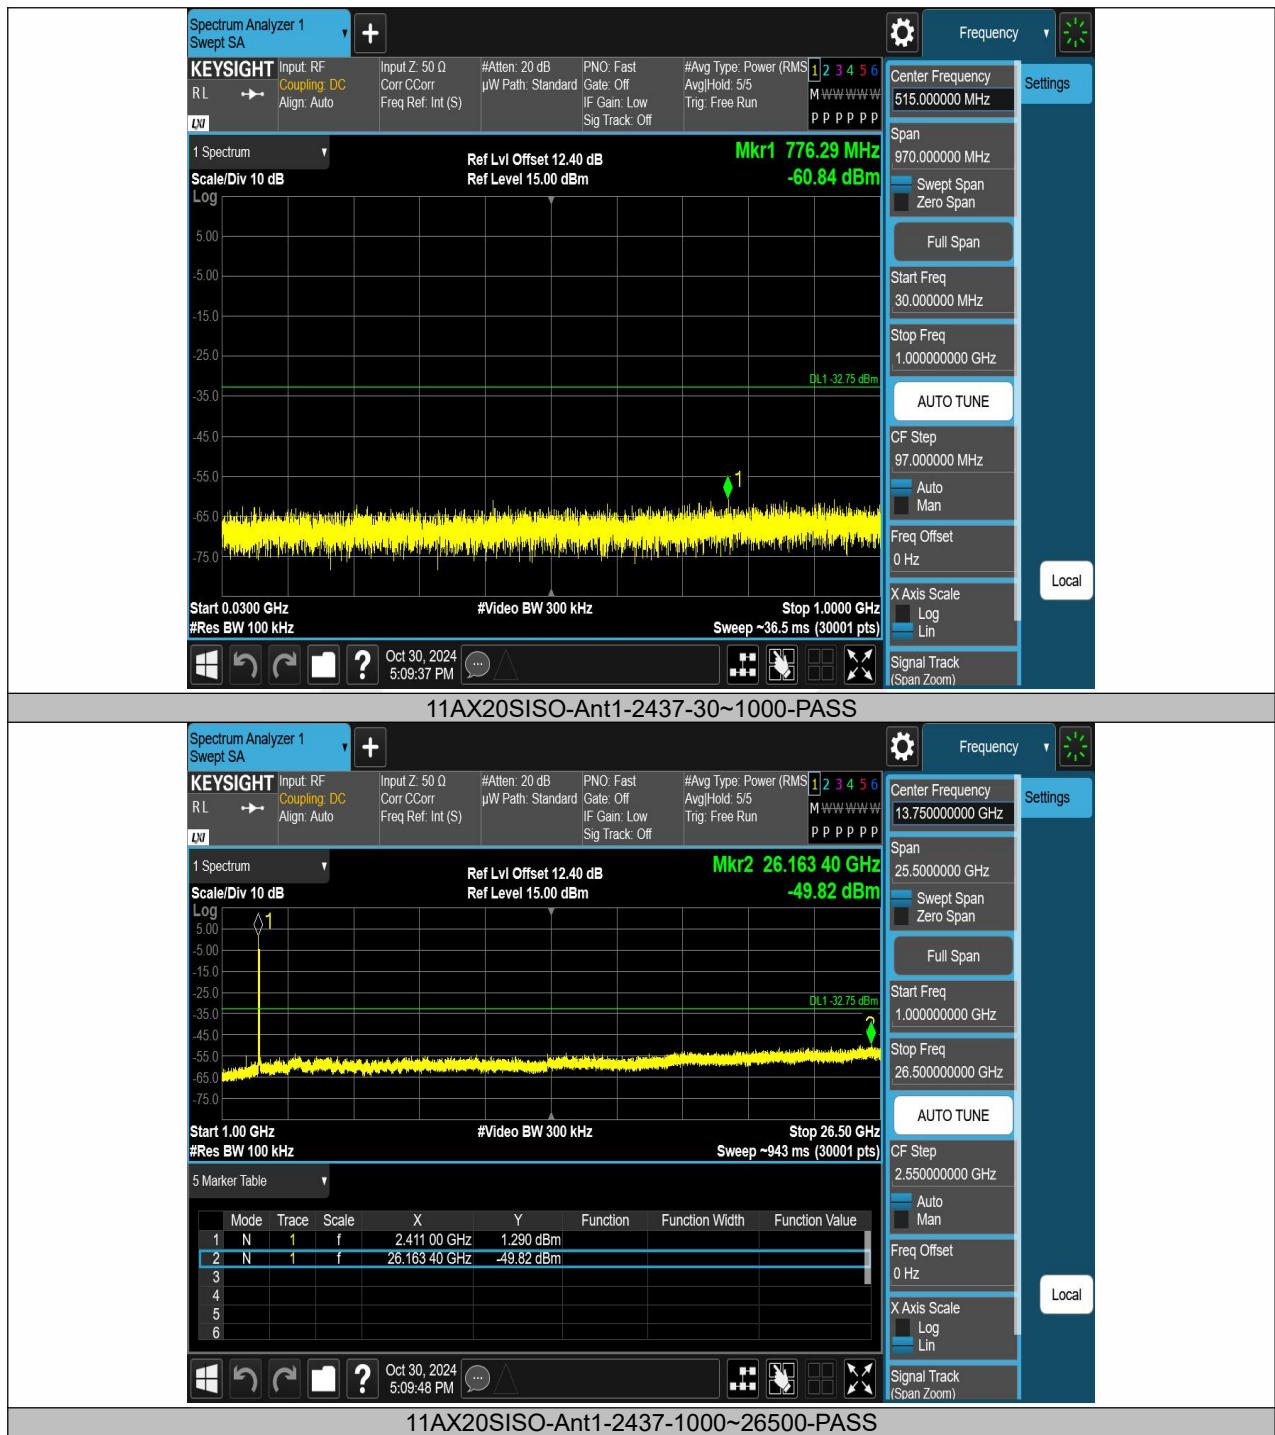 Spectrum Analyzer 1
Swept SA
Frequency
KEYSIGHT
RL
LXI
Input: RF
Coupling: DC
Align: Auto
Input Z: 50 Ω
Corr CCorr
Freq Ref: Int (S)
#Atten: 20 dB
µW Path: Standard
PNO: Fast
Gate: Off
IF Gain: Low
Sig Track: Off
#Avg Type: Power (RMS
Avg|Hold: 5/5
Trig: Free Run
1 2 3 4 5 6
M W W W W W
P P P P P P
1 Spectrum
Scale/Div 10 dB
Ref Lvl Offset 12.40 dB
Ref Level 15.00 dBm
Mkr1 776.29 MHz
-60.84 dBm
Log
5.00
-5.00
-15.0
-25.0
DL1 -32.75 dBm
-35.0
-45.0
-55.0
1
-65.0
-75.0
Start 0.0300 GHz
#Res BW 100 kHz
#Video BW 300 kHz
Stop 1.0000 GHz
Sweep ~36.5 ms (30001 pts)
Oct 30, 2024
5:09:37 PM
Center Frequency
515.000000 MHz
Settings
Span
970.000000 MHz
Swept Span
Zero Span
Full Span
Start Freq
30.000000 MHz
Stop Freq
1.000000000 GHz
AUTO TUNE
CF Step
97.000000 MHz
Auto
Man
Freq Offset
0 Hz
Local
X Axis Scale
Log
Lin
Signal Track
(Span Zoom)
11AX20SISO-Ant1-2437-30~1000-PASS
Spectrum Analyzer 1
Swept SA
Frequency
KEYSIGHT
RL
LXI
Input: RF
Coupling: DC
Align: Auto
Input Z: 50 Ω
Corr CCorr
Freq Ref: Int (S)
#Atten: 20 dB
µW Path: Standard
PNO: Fast
Gate: Off
IF Gain: Low
Sig Track: Off
#Avg Type: Power (RMS
Avg|Hold: 5/5
Trig: Free Run
1 2 3 4 5 6
M W W W W W
P P P P P P
1 Spectrum
Scale/Div 10 dB
Ref Lvl Offset 12.40 dB
Ref Level 15.00 dBm
Mkr2 26.163 40 GHz
-49.82 dBm
Log
1
5.00
-5.00
-15.0
-25.0
DL1 -32.75 dBm
-35.0
2
-45.0
-55.0
-65.0
-75.0
Start 1.00 GHz
#Res BW 100 kHz
#Video BW 300 kHz
Stop 26.50 GHz
Sweep ~943 ms (30001 pts)
5 Marker Table
Mode Trace Scale X Y Function Function Width Function Value
1 N 1 f 2.411 00 GHz 1.290 dBm
2 N 1 f 26.163 40 GHz -49.82 dBm
3
4
5
6
Oct 30, 2024
5:09:48 PM
Center Frequency
13.750000000 GHz
Settings
Span
25.5000000 GHz
Swept Span
Zero Span
Full Span
Start Freq
1.000000000 GHz
Stop Freq
26.500000000 GHz
AUTO TUNE
CF Step
2.550000000 GHz
Auto
Man
Freq Offset
0 Hz
Local
X Axis Scale
Log
Lin
Signal Track
(Span Zoom)
11AX20SISO-Ant1-2437-1000~26500-PASS